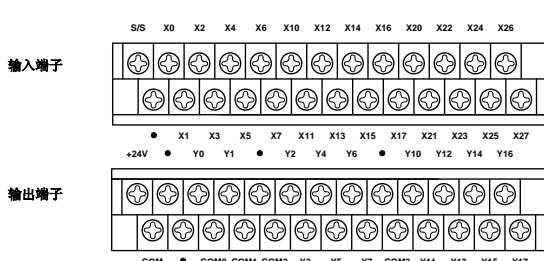 S/S X0 X2 X4 X6 X10 X12 X14 X16 X20 X22 X24 X26
输入端子
● X1 X3 X5 X7 X11 X13 X15 X17 X21 X23 X25 X27
+24V ● Y0 Y1 ● Y2 Y4 Y6 ● Y10 Y12 Y14 Y16
输出端子
COM ● COM0 COM1 COM2 Y3 Y5 Y7 COM3 Y11 Y13 Y15 Y17